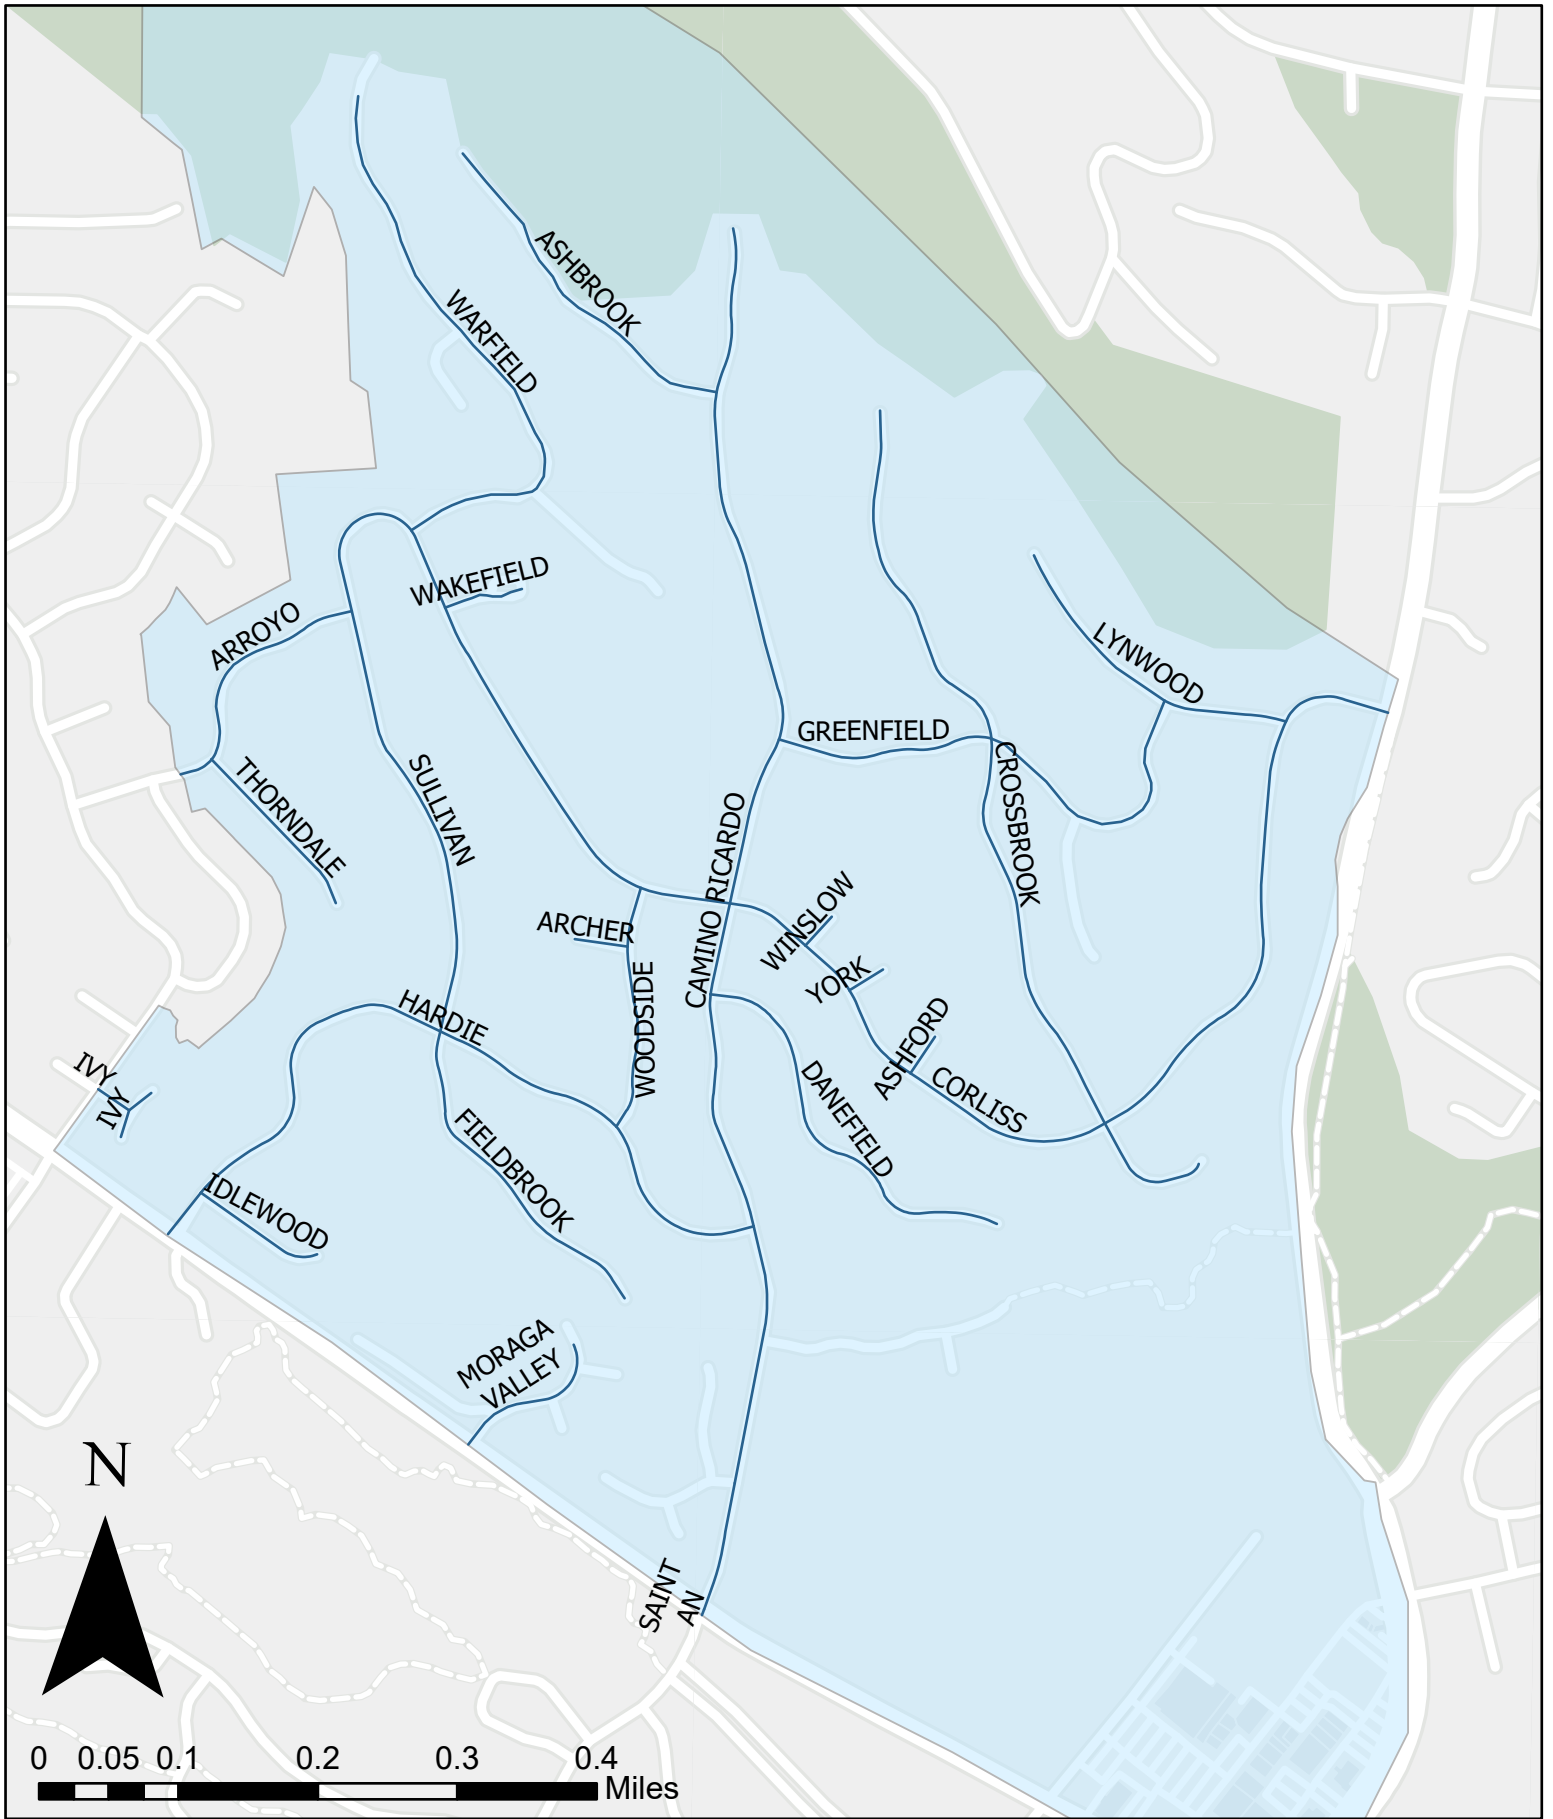 ASHBROOK
WARFIELD
WAKEFIELD
ARROYO
LYNWOOD
GREENFIELD
CROSSBROOK
THORNDALE
SULLIVAN
CAMINO RICARDO
WINSLOW
ARCHER
YORK
WOODSIDE
HARDIE
ASHFORD
CORLISS
DANEFIELD
IVY
IVY
FIELDBROOK
IDLEWOOD
MORAGA
VALLEY
SAINT
AN
N
0 0.05 0.1 0.2 0.3 0.4
Miles